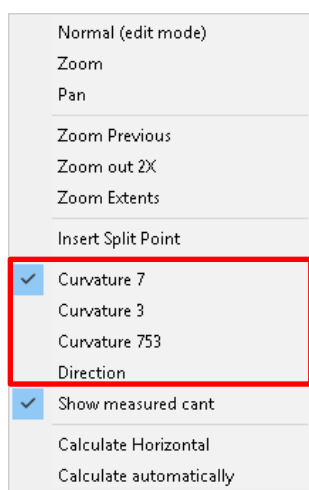 Normal (edit mode)
Zoom
Pan
Zoom Previous
Zoom out 2X
Zoom Extents
Insert Split Point
Curvature 7
Curvature 3
Curvature 753
Direction
Show measured cant
Calculate Horizontal
Calculate automatically